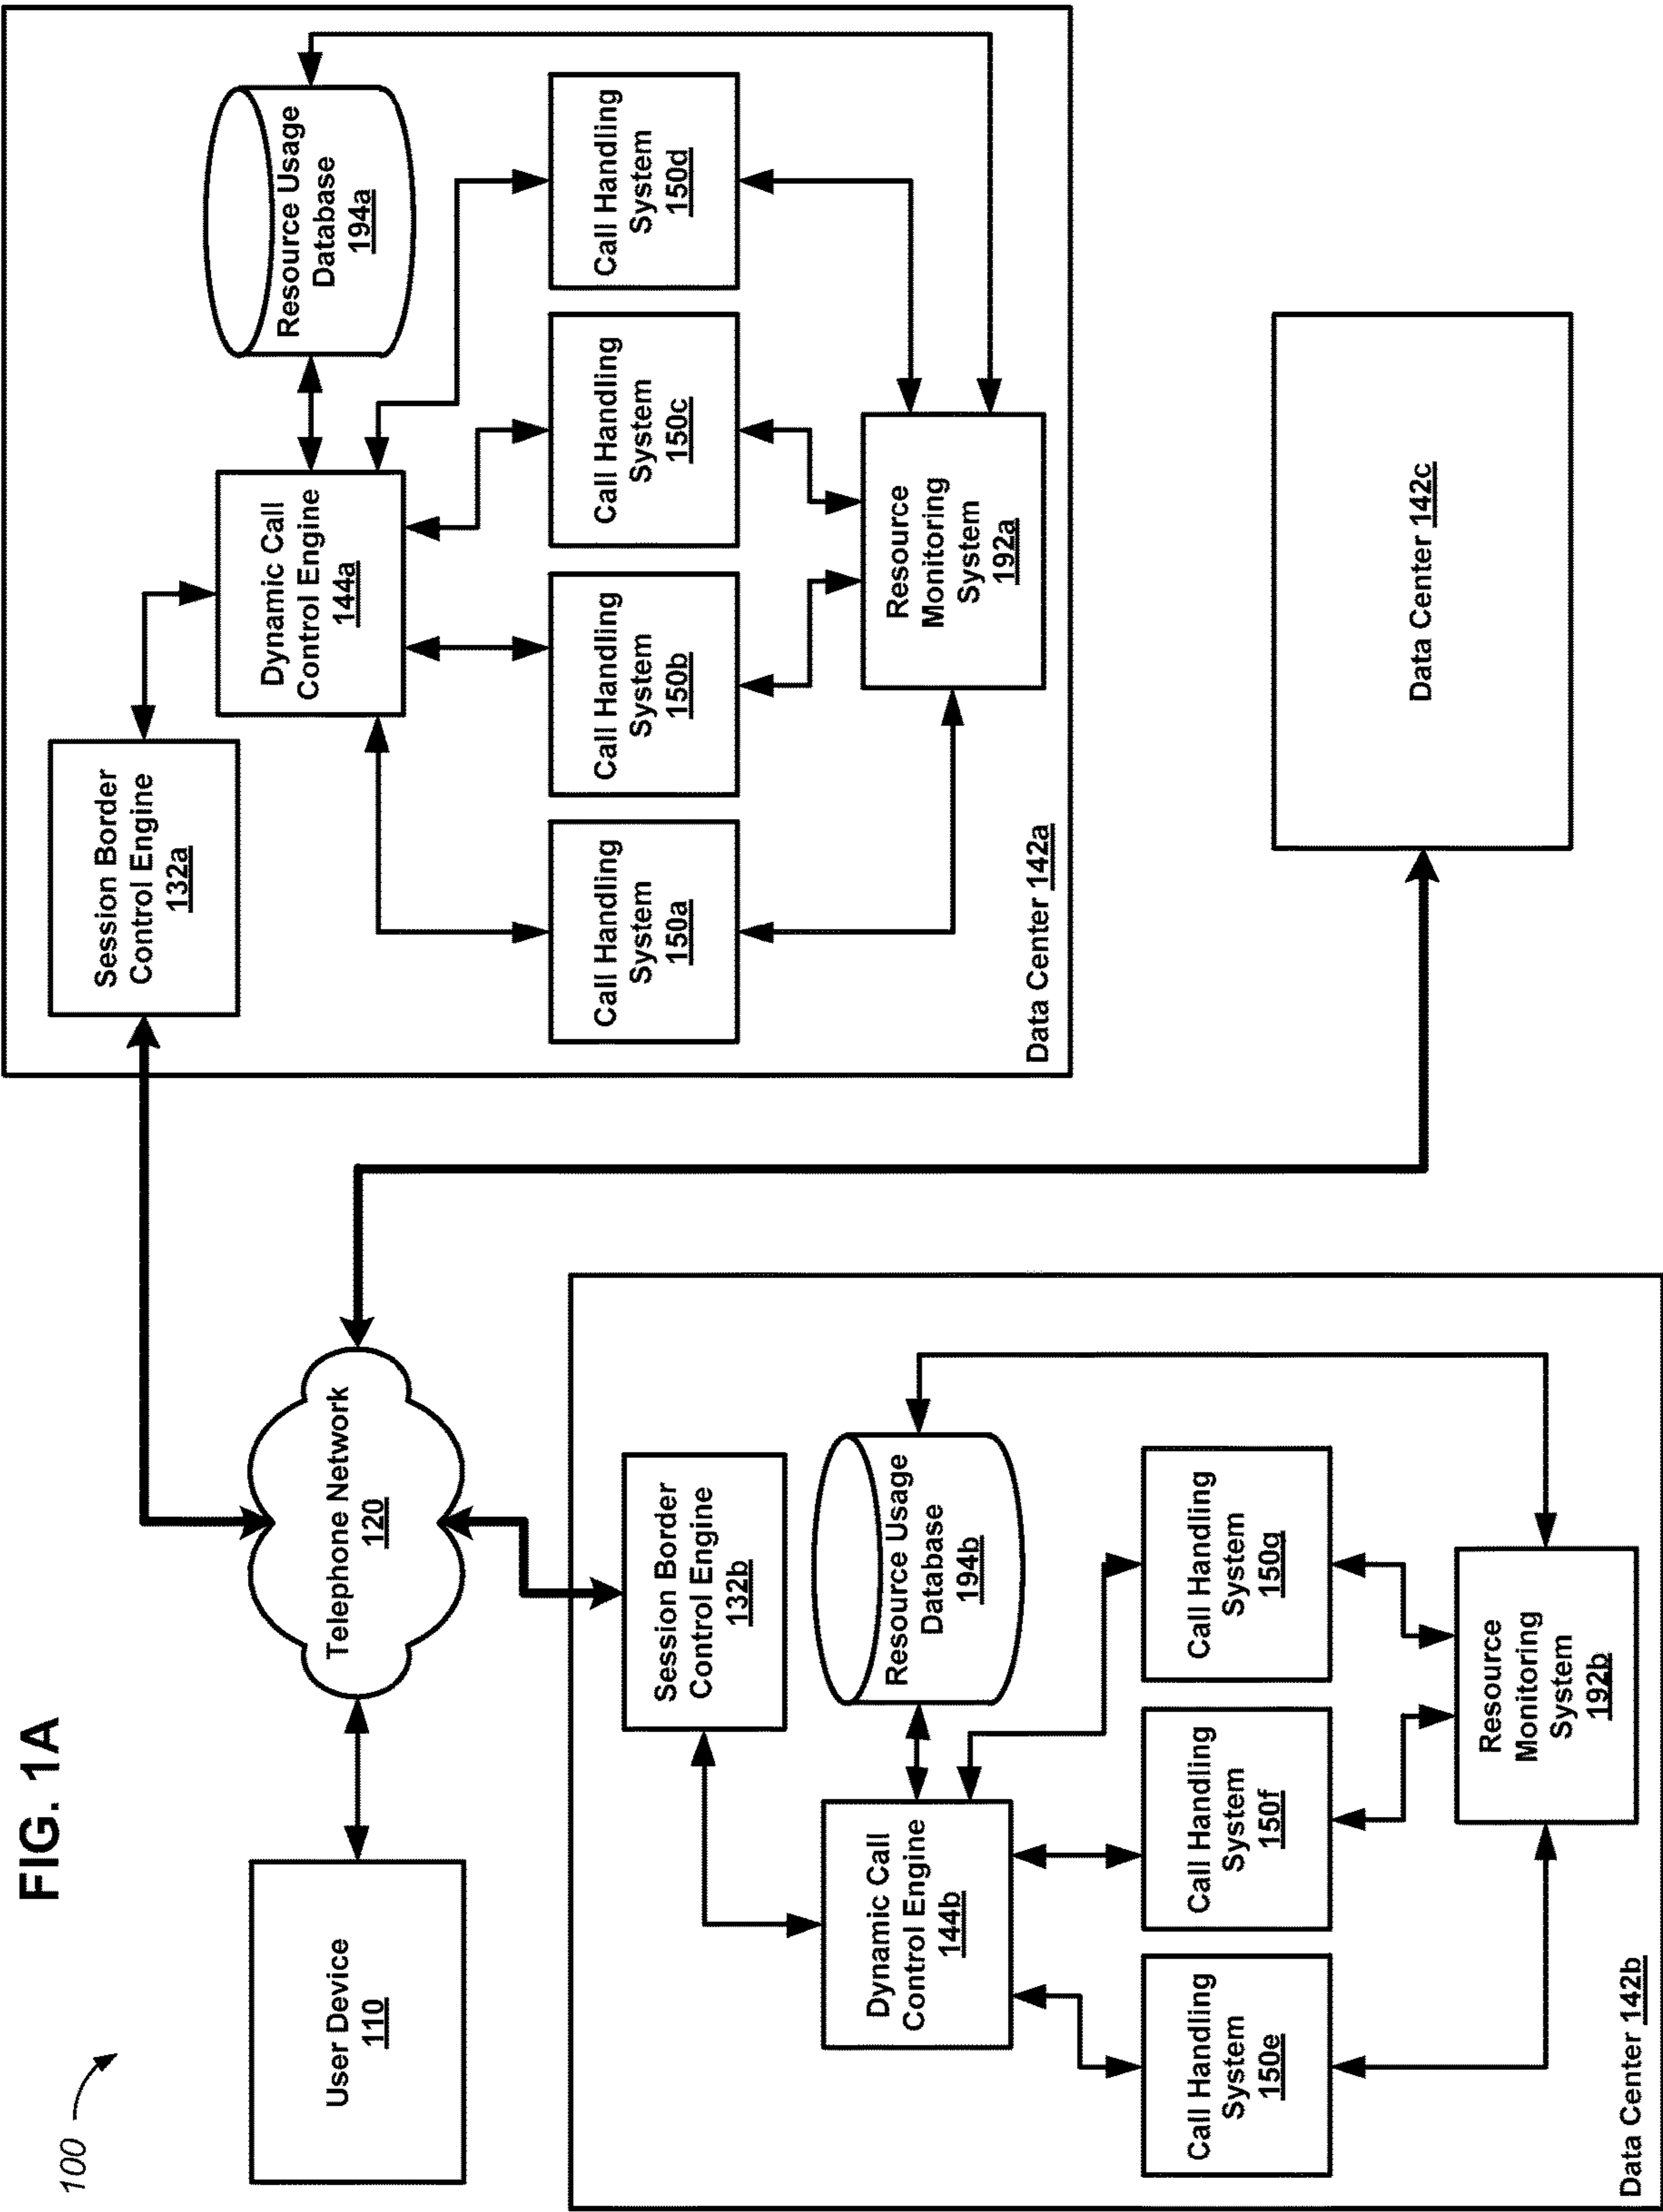 FIG. 1A
100
User Device
110
Telephone Network
120
Session Border
Control Engine
132a
Dynamic Call
Control Engine
144a
Resource Usage
Database
194a
Call Handling
System
150a
Call Handling
System
150b
Call Handling
System
150c
Call Handling
System
150d
Resource
Monitoring
System
192a
Data Center 142a
Session Border
Control Engine
132b
Dynamic Call
Control Engine
144b
Resource Usage
Database
194b
Call Handling
System
150e
Call Handling
System
150f
Call Handling
System
150g
Resource
Monitoring
System
192b
Data Center 142b
Data Center 142c